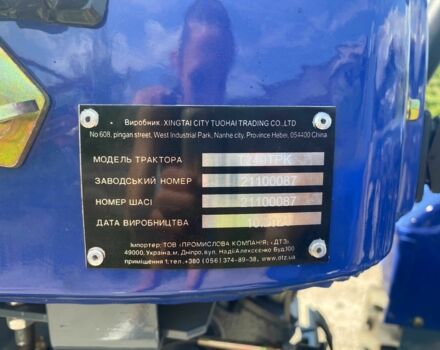 Виробник: XINGTAI CITY TUOHAI TRADING CO.,LTD
No 608, pingan street, West Industrial Park, Nanhe city, Province Hebei, 054400 China
МОДЕЛЬ ТРАКТОРА
ЗАВОДСЬКИЙ НОМЕР 21100087
НОМЕР ШАСІ 21100087
ДАТА ВИРОБНИЦТВА
Імпортер: ТОВ "ПРОМИСЛОВА КОМПАНІЯ "ДТЗ"
49000, Україна, м. Дніпро, вул. Надії Алексєєнко Буд.100
приміщення 1; тел.+380 (056) 374-89-38, www.dtz.ua